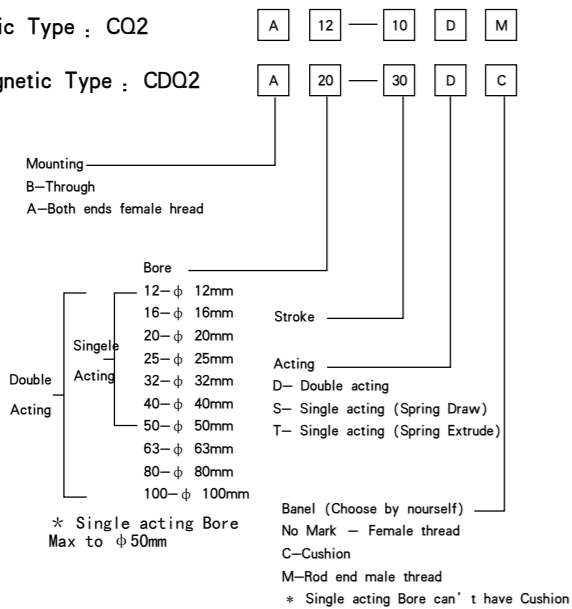 ic Type : CQ2 A 12 — 10 D M
gnetic Type : CDQ2 A 20 — 30 D C
Mounting
B—Through
A—Both ends female hread
Bore
12—φ 12mm
16—φ 16mm
20—φ 20mm
25—φ 25mm
32—φ 32mm
40—φ 40mm
50—φ 50mm
63—φ 63mm
80—φ 80mm
100—φ 100mm
Singele
Acting
Double
Acting
* Single acting Bore
Max to φ50mm
Stroke
Acting
D— Double acting
S— Single acting (Spring Draw)
T— Single acting (Spring Extrude)
Banel (Choose by nourself)
No Mark — Female thread
C—Cushion
M—Rod end male thread
* Single acting Bore can't have Cushion